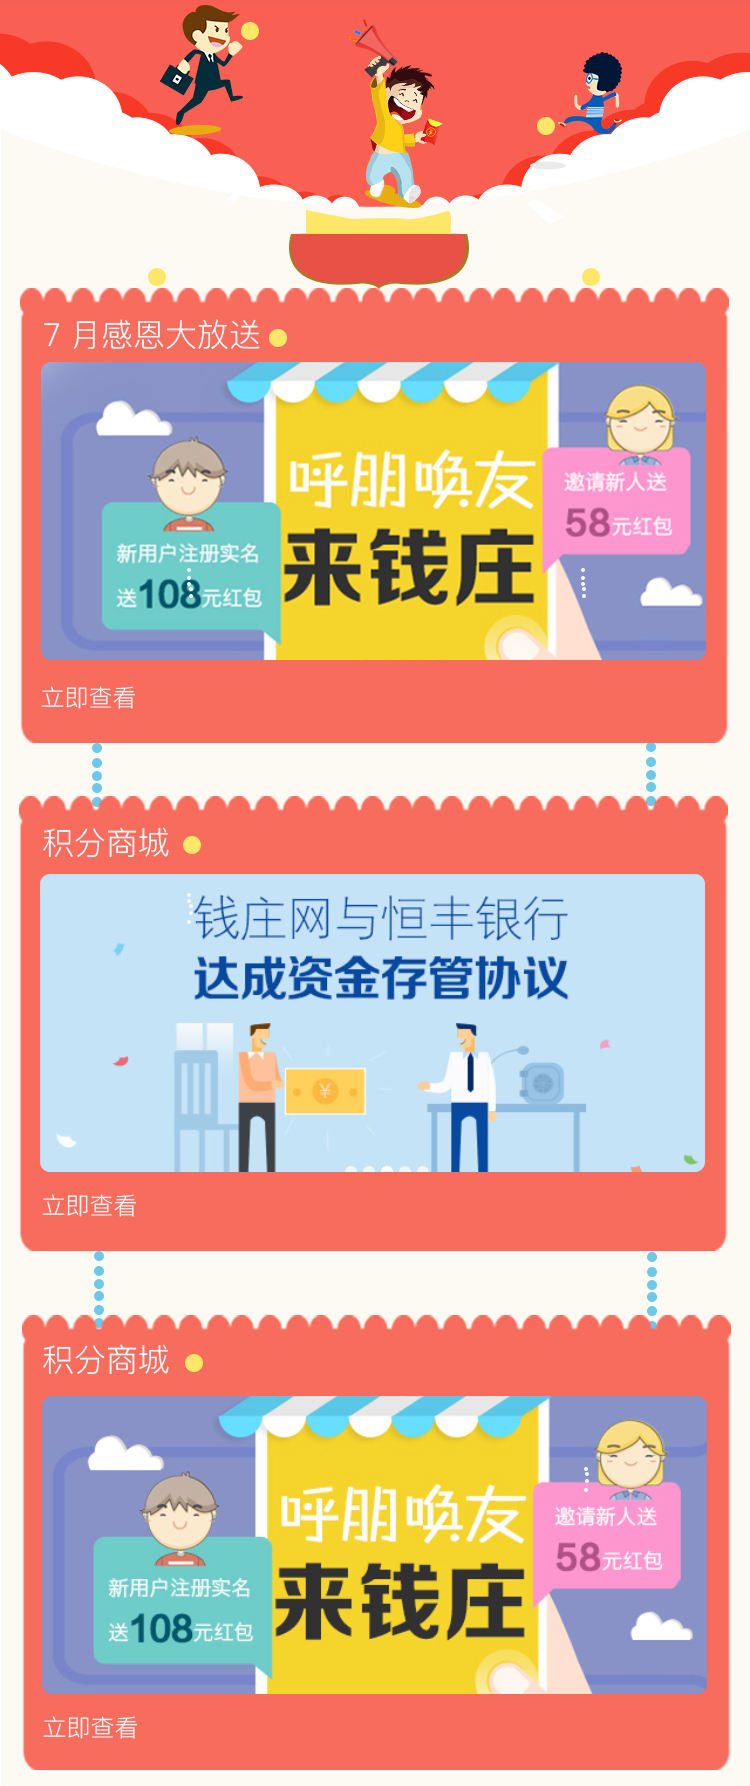 7 月感恩大放送
呼朋唤友
来钱庄
邀请新人送
58元红包
新用户注册实名
送108元红包
立即查看
积分商城
钱庄网与恒丰银行
达成资金存管协议
¥
立即查看
积分商城
呼朋唤友
来钱庄
邀请新人送
58元红包
新用户注册实名
送108元红包
立即查看